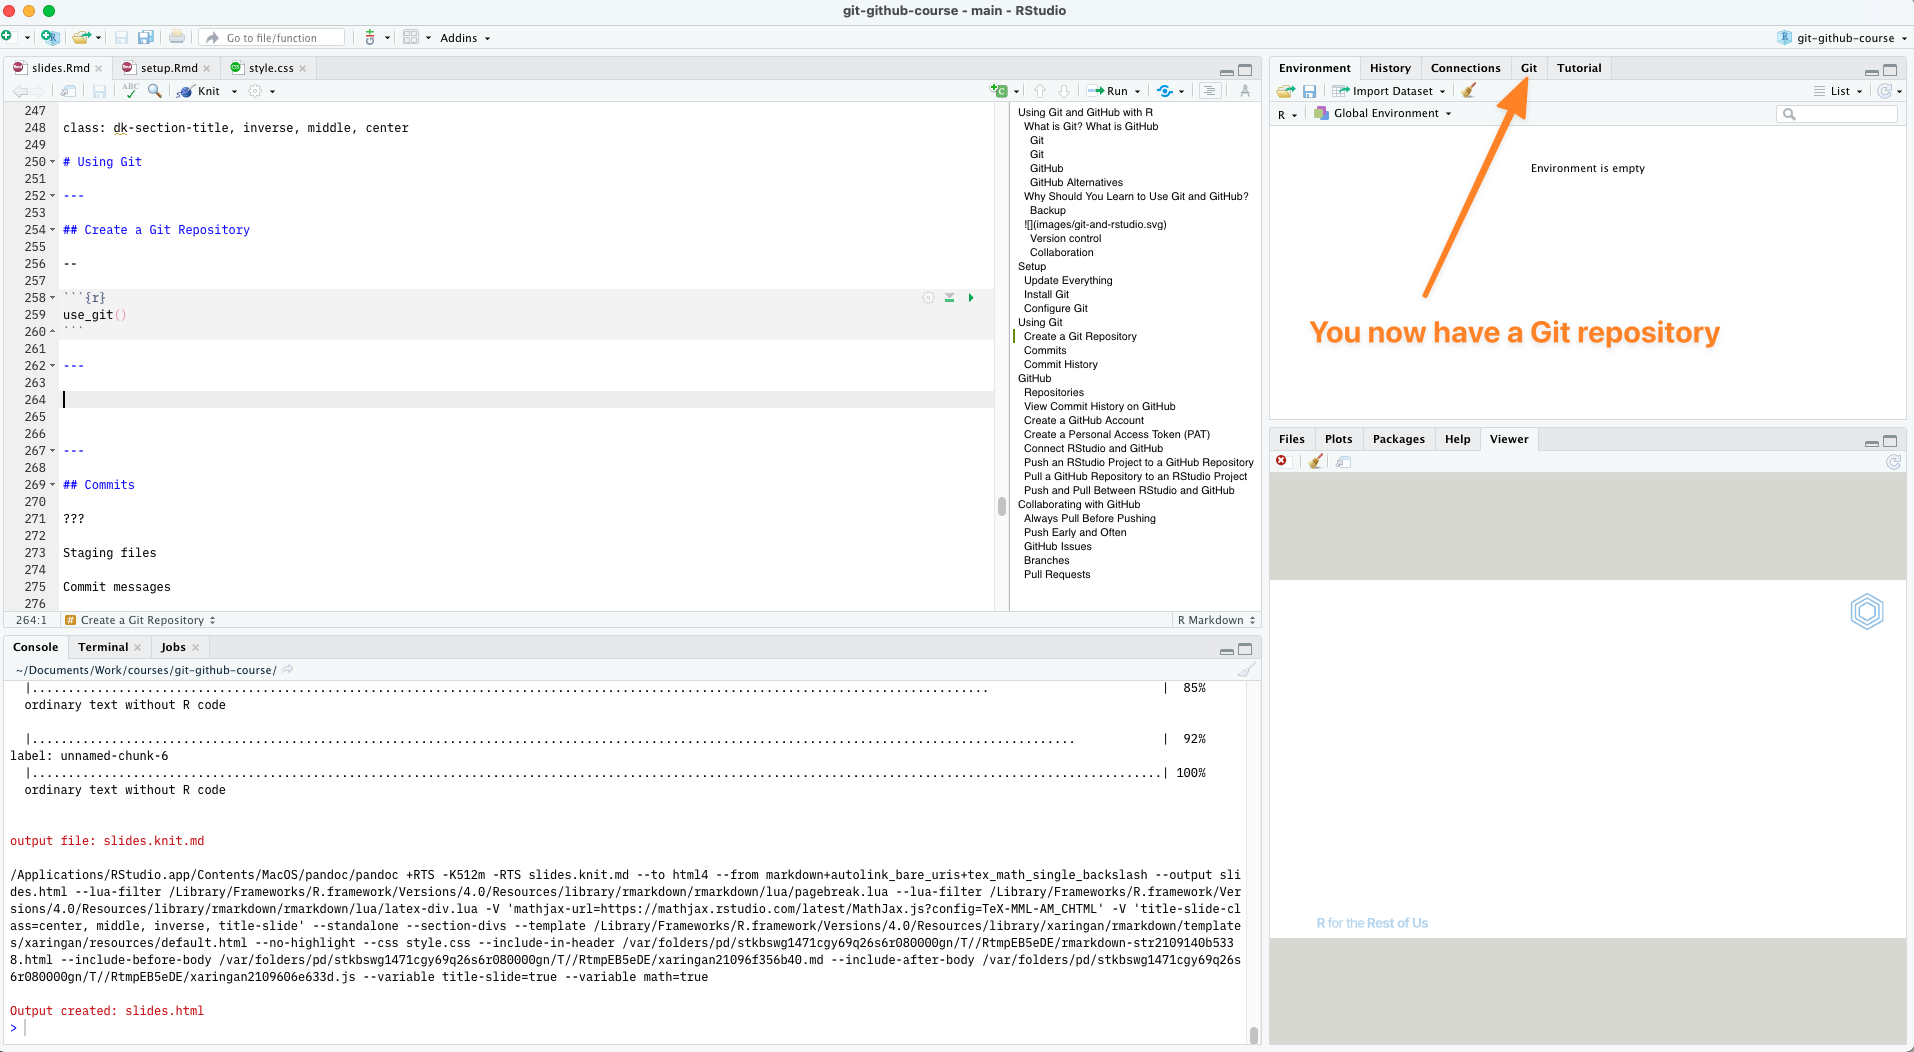 git-github-course - main - RStudio
Go to file/function
Addins
git-github-course
slides.Rmd
setup.Rmd
style.css
ABC
Knit
Run
247
248 class: dk-section-title, inverse, middle, center
249
250 # Using Git
251
252 ---
253
254 ## Create a Git Repository
255
256 --
257
258 ```{r}
259 use_git()
260 ```
261
262 ---
263
264
265
266
267 ---
268
269 ## Commits
270
271 ???
272
273 Staging files
274
275 Commit messages
276
264:1 # Create a Git Repository
R Markdown
Using Git and GitHub with R
What is Git? What is GitHub
Git
Git
GitHub
GitHub Alternatives
Why Should You Learn to Use Git and GitHub?
Backup
![](images/git-and-rstudio.svg)
Version control
Collaboration
Setup
Update Everything
Install Git
Configure Git
Using Git
Create a Git Repository
Commits
Commit History
GitHub
Repositories
View Commit History on GitHub
Create a GitHub Account
Create a Personal Access Token (PAT)
Connect RStudio and GitHub
Push an RStudio Project to a GitHub Repository
Pull a GitHub Repository to an RStudio Project
Push and Pull Between RStudio and GitHub
Collaborating with GitHub
Always Pull Before Pushing
Push Early and Often
GitHub Issues
Branches
Pull Requests
Console Terminal Jobs
~/Documents/Work/courses/git-github-course/
|..................................................................................................................................... | 85%
ordinary text without R code
|................................................................................................................................................. | 92%
label: unnamed-chunk-6
|.............................................................................................................................................................| 100%
ordinary text without R code
output file: slides.knit.md
/Applications/RStudio.app/Contents/MacOS/pandoc/pandoc +RTS -K512m -RTS slides.knit.md --to html4 --from markdown+autolink_bare_uris+tex_math_single_backslash --output sli
des.html --lua-filter /Library/Frameworks/R.framework/Versions/4.0/Resources/library/rmarkdown/rmarkdown/lua/pagebreak.lua --lua-filter /Library/Frameworks/R.framework/Ver
sions/4.0/Resources/library/rmarkdown/rmarkdown/lua/latex-div.lua -V 'mathjax-url=https://mathjax.rstudio.com/latest/MathJax.js?config=TeX-MML-AM_CHTML' -V 'title-slide-cl
ass=center, middle, inverse, title-slide' --standalone --section-divs --template /Library/Frameworks/R.framework/Versions/4.0/Resources/library/xaringan/rmarkdown/template
s/xaringan/resources/default.html --no-highlight --css style.css --include-in-header /var/folders/pd/stkbswg1471cgy69q26s6r080000gn/T//RtmpEB5eDE/rmarkdown-str2109140b533
8.html --include-before-body /var/folders/pd/stkbswg1471cgy69q26s6r080000gn/T//RtmpEB5eDE/xaringan21096f356b40.md --include-after-body /var/folders/pd/stkbswg1471cgy69q26s
6r080000gn/T//RtmpEB5eDE/xaringan2109606e633d.js --variable title-slide=true --variable math=true
Output created: slides.html
>
Environment History Connections Git Tutorial
Import Dataset
List
R Global Environment
Environment is empty
You now have a Git repository
Files Plots Packages Help Viewer
R for the Rest of Us